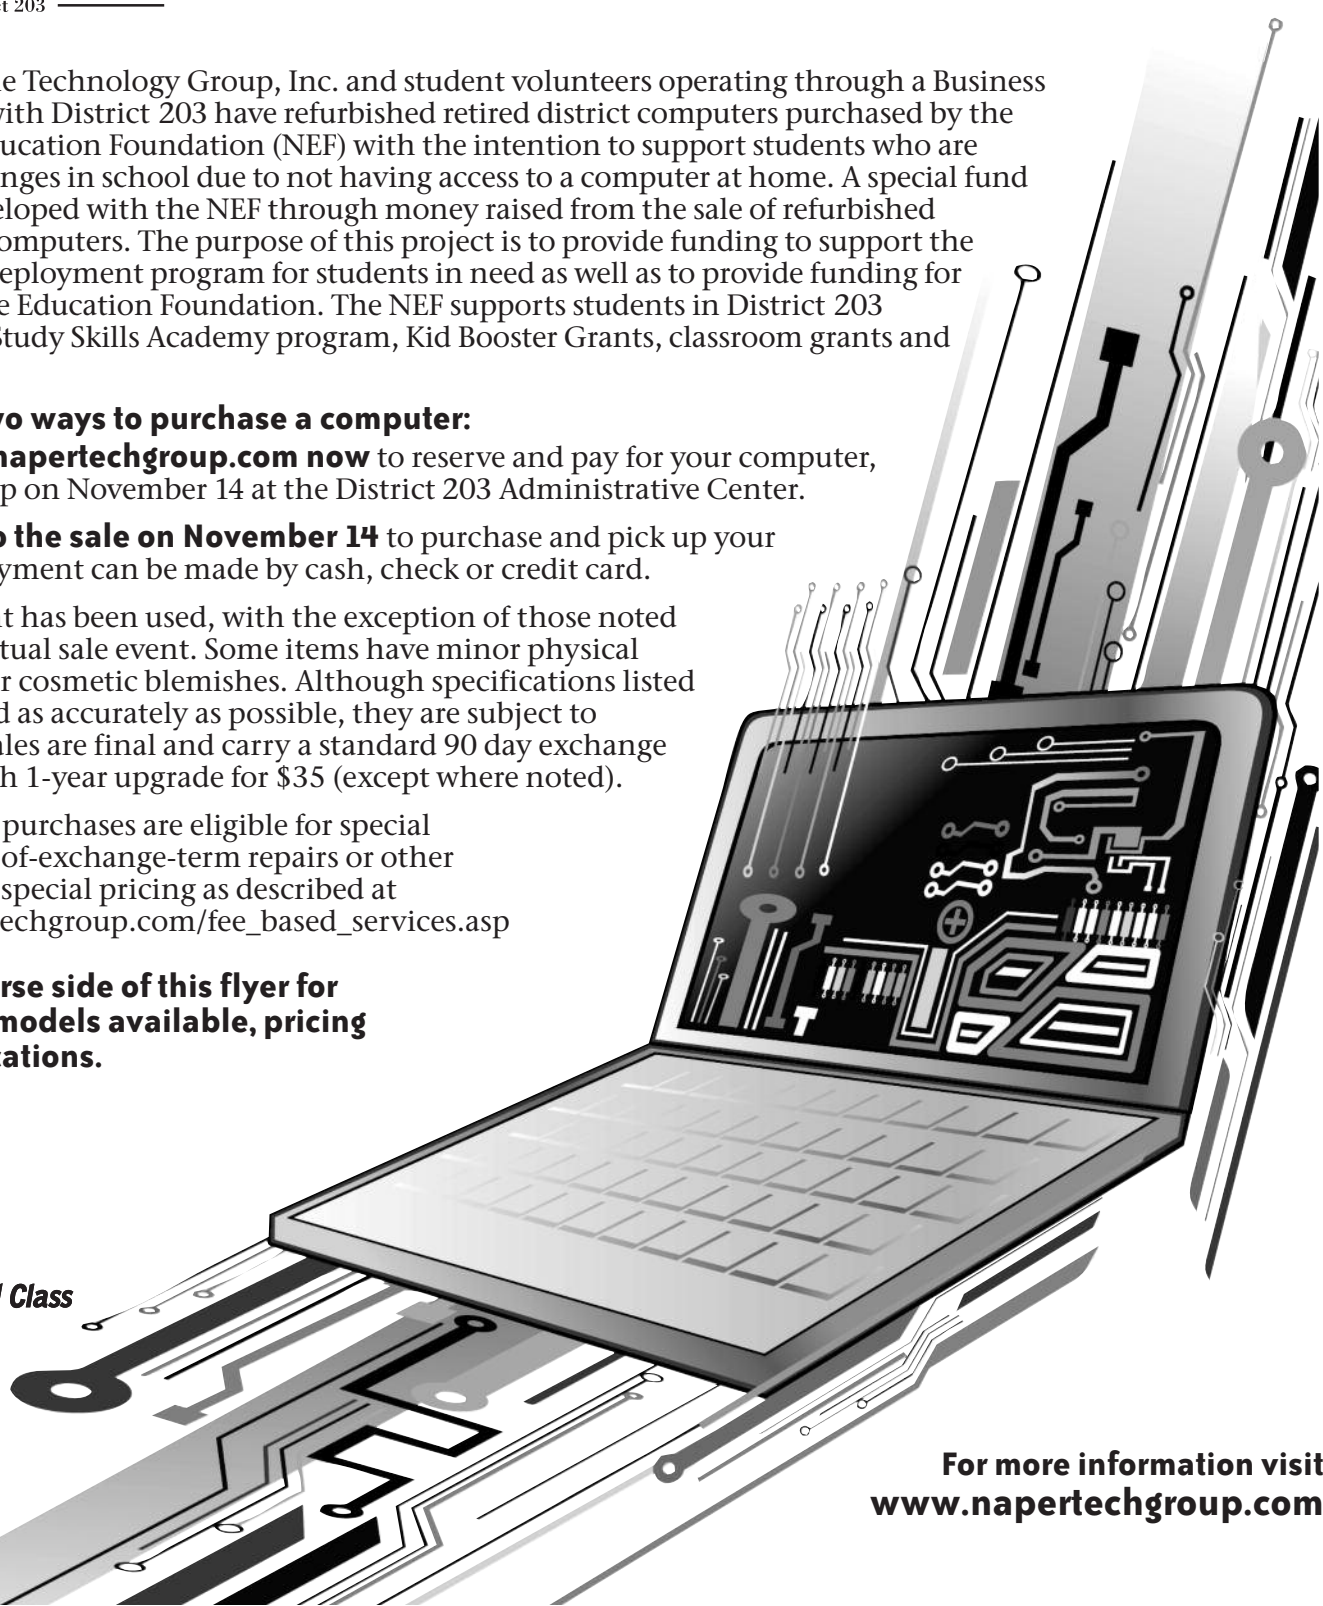 et 203
e Technology Group, Inc. and student volunteers operating through a Business
with District 203 have refurbished retired district computers purchased by the
ucation Foundation (NEF) with the intention to support students who are
nges in school due to not having access to a computer at home. A special fund
eloped with the NEF through money raised from the sale of refurbished
omputers. The purpose of this project is to provide funding to support the
eployment program for students in need as well as to provide funding for
e Education Foundation. The NEF supports students in District 203
Study Skills Academy program, Kid Booster Grants, classroom grants and
vo ways to purchase a computer:
napertechgroup.com now to reserve and pay for your computer,
p on November 14 at the District 203 Administrative Center.
o the sale on November 14 to purchase and pick up your
yment can be made by cash, check or credit card.
nt has been used, with the exception of those noted
tual sale event. Some items have minor physical
r cosmetic blemishes. Although specifications listed
d as accurately as possible, they are subject to
ales are final and carry a standard 90 day exchange
h 1-year upgrade for $35 (except where noted).
purchases are eligible for special
of-exchange-term repairs or other
special pricing as described at
techgroup.com/fee_based_services.asp
rse side of this flyer for
models available, pricing
cations.
Class
For more information visit
www.napertechgroup.com